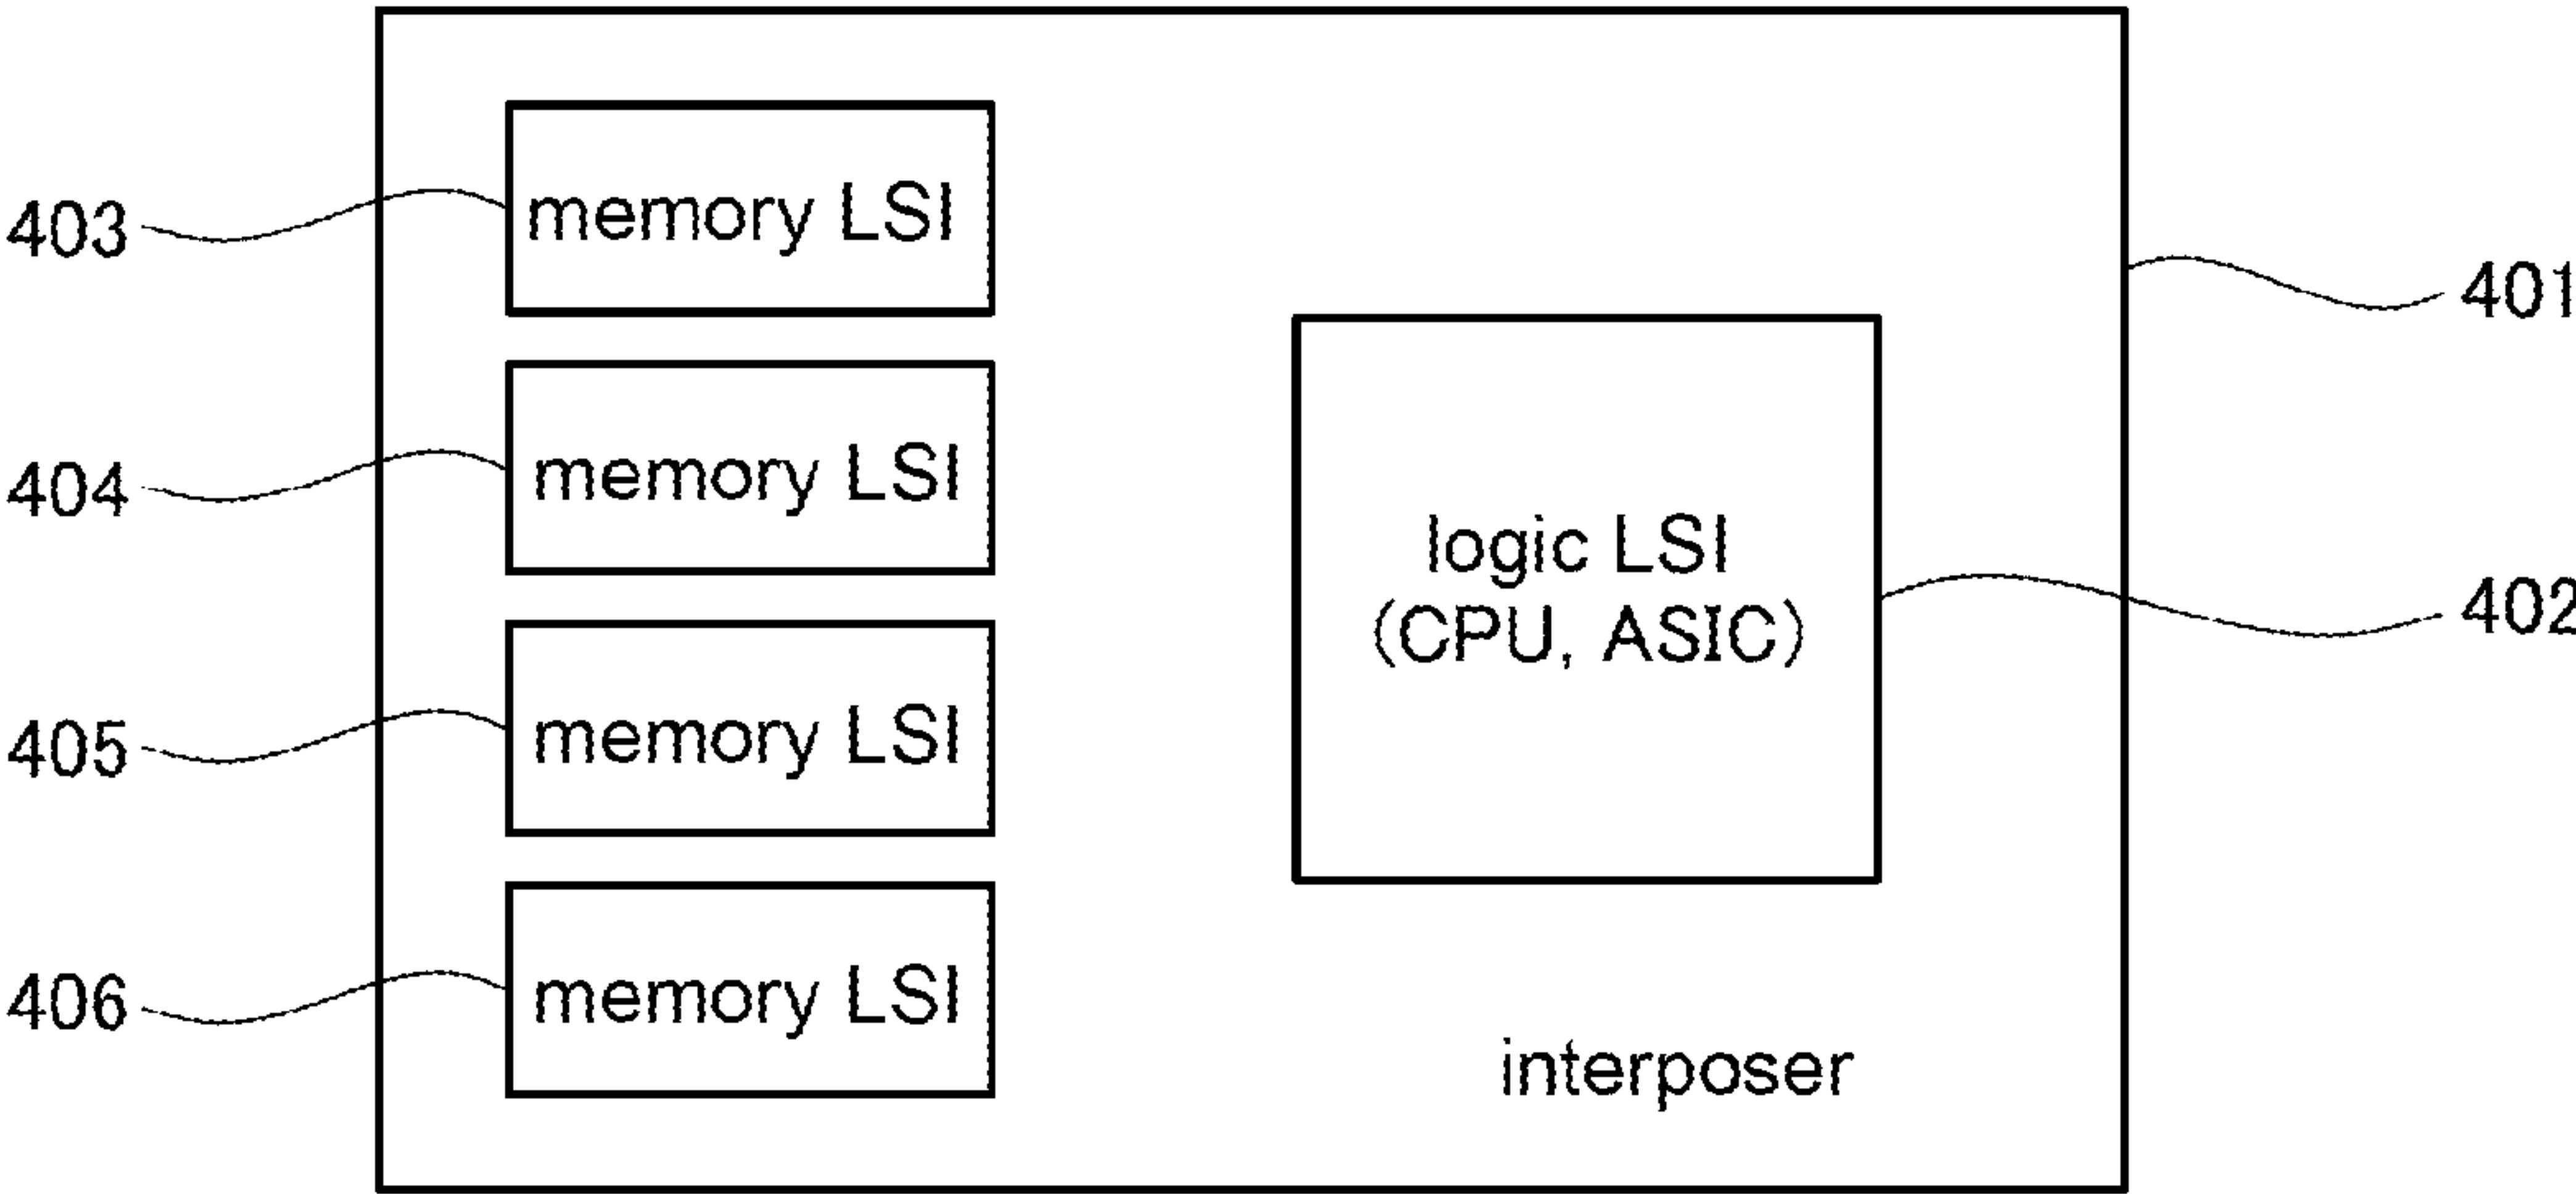 403
memory LSI
401
404
memory LSI
logic LSI
(CPU, ASIC)
402
405
memory LSI
406
memory LSI
interposer